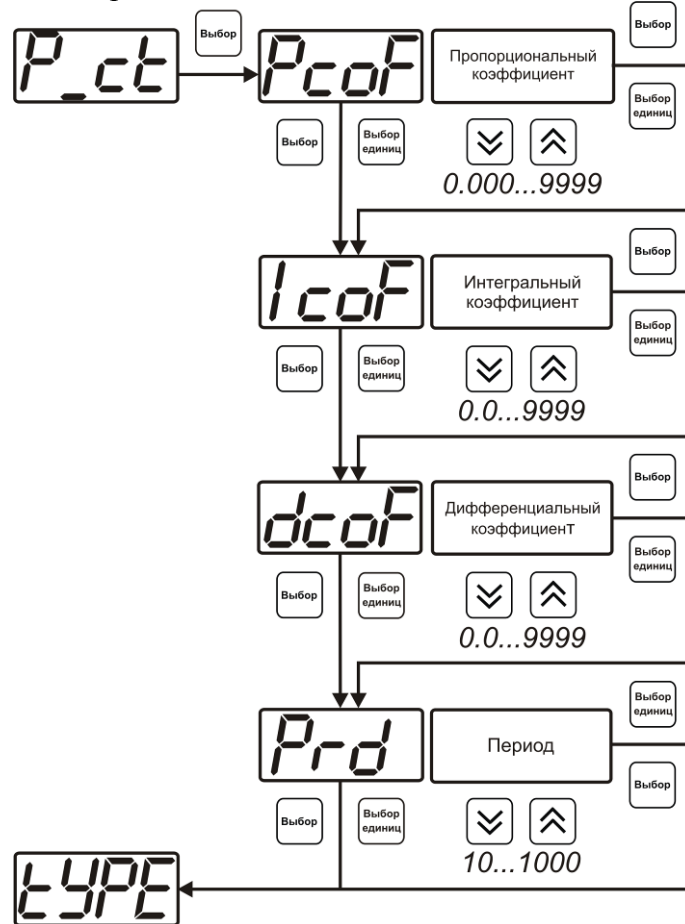 Выбор
Выбор
P_ct
PcoF
Пропорциональный
коэффициент
Выбор
единиц
Выбор
Выбор
единиц
0.000...9999
Выбор
IcoF
Интегральный
коэффициент
Выбор
единиц
Выбор
Выбор
единиц
0.0...9999
Выбор
dcoF
Дифференциальный
коэффициент
Выбор
единиц
Выбор
Выбор
единиц
0.0...9999
Выбор
единиц
Prd
Период
Выбор
Выбор
Выбор
единиц
10...1000
tYPE